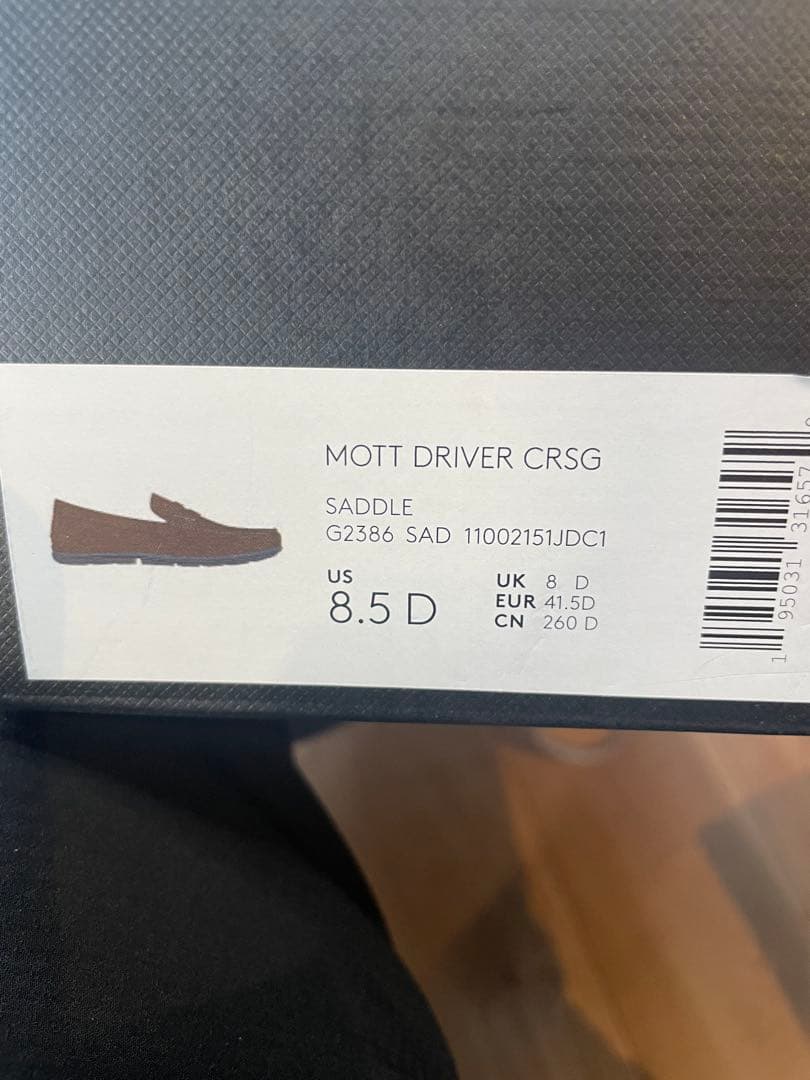 MOTT DRIVER CRSG
SADDLE
G2386 SAD 11002151JDC1
US
8.5 D
UK 8 D
EUR 41.5D
CN 260 D
1 95031 31657